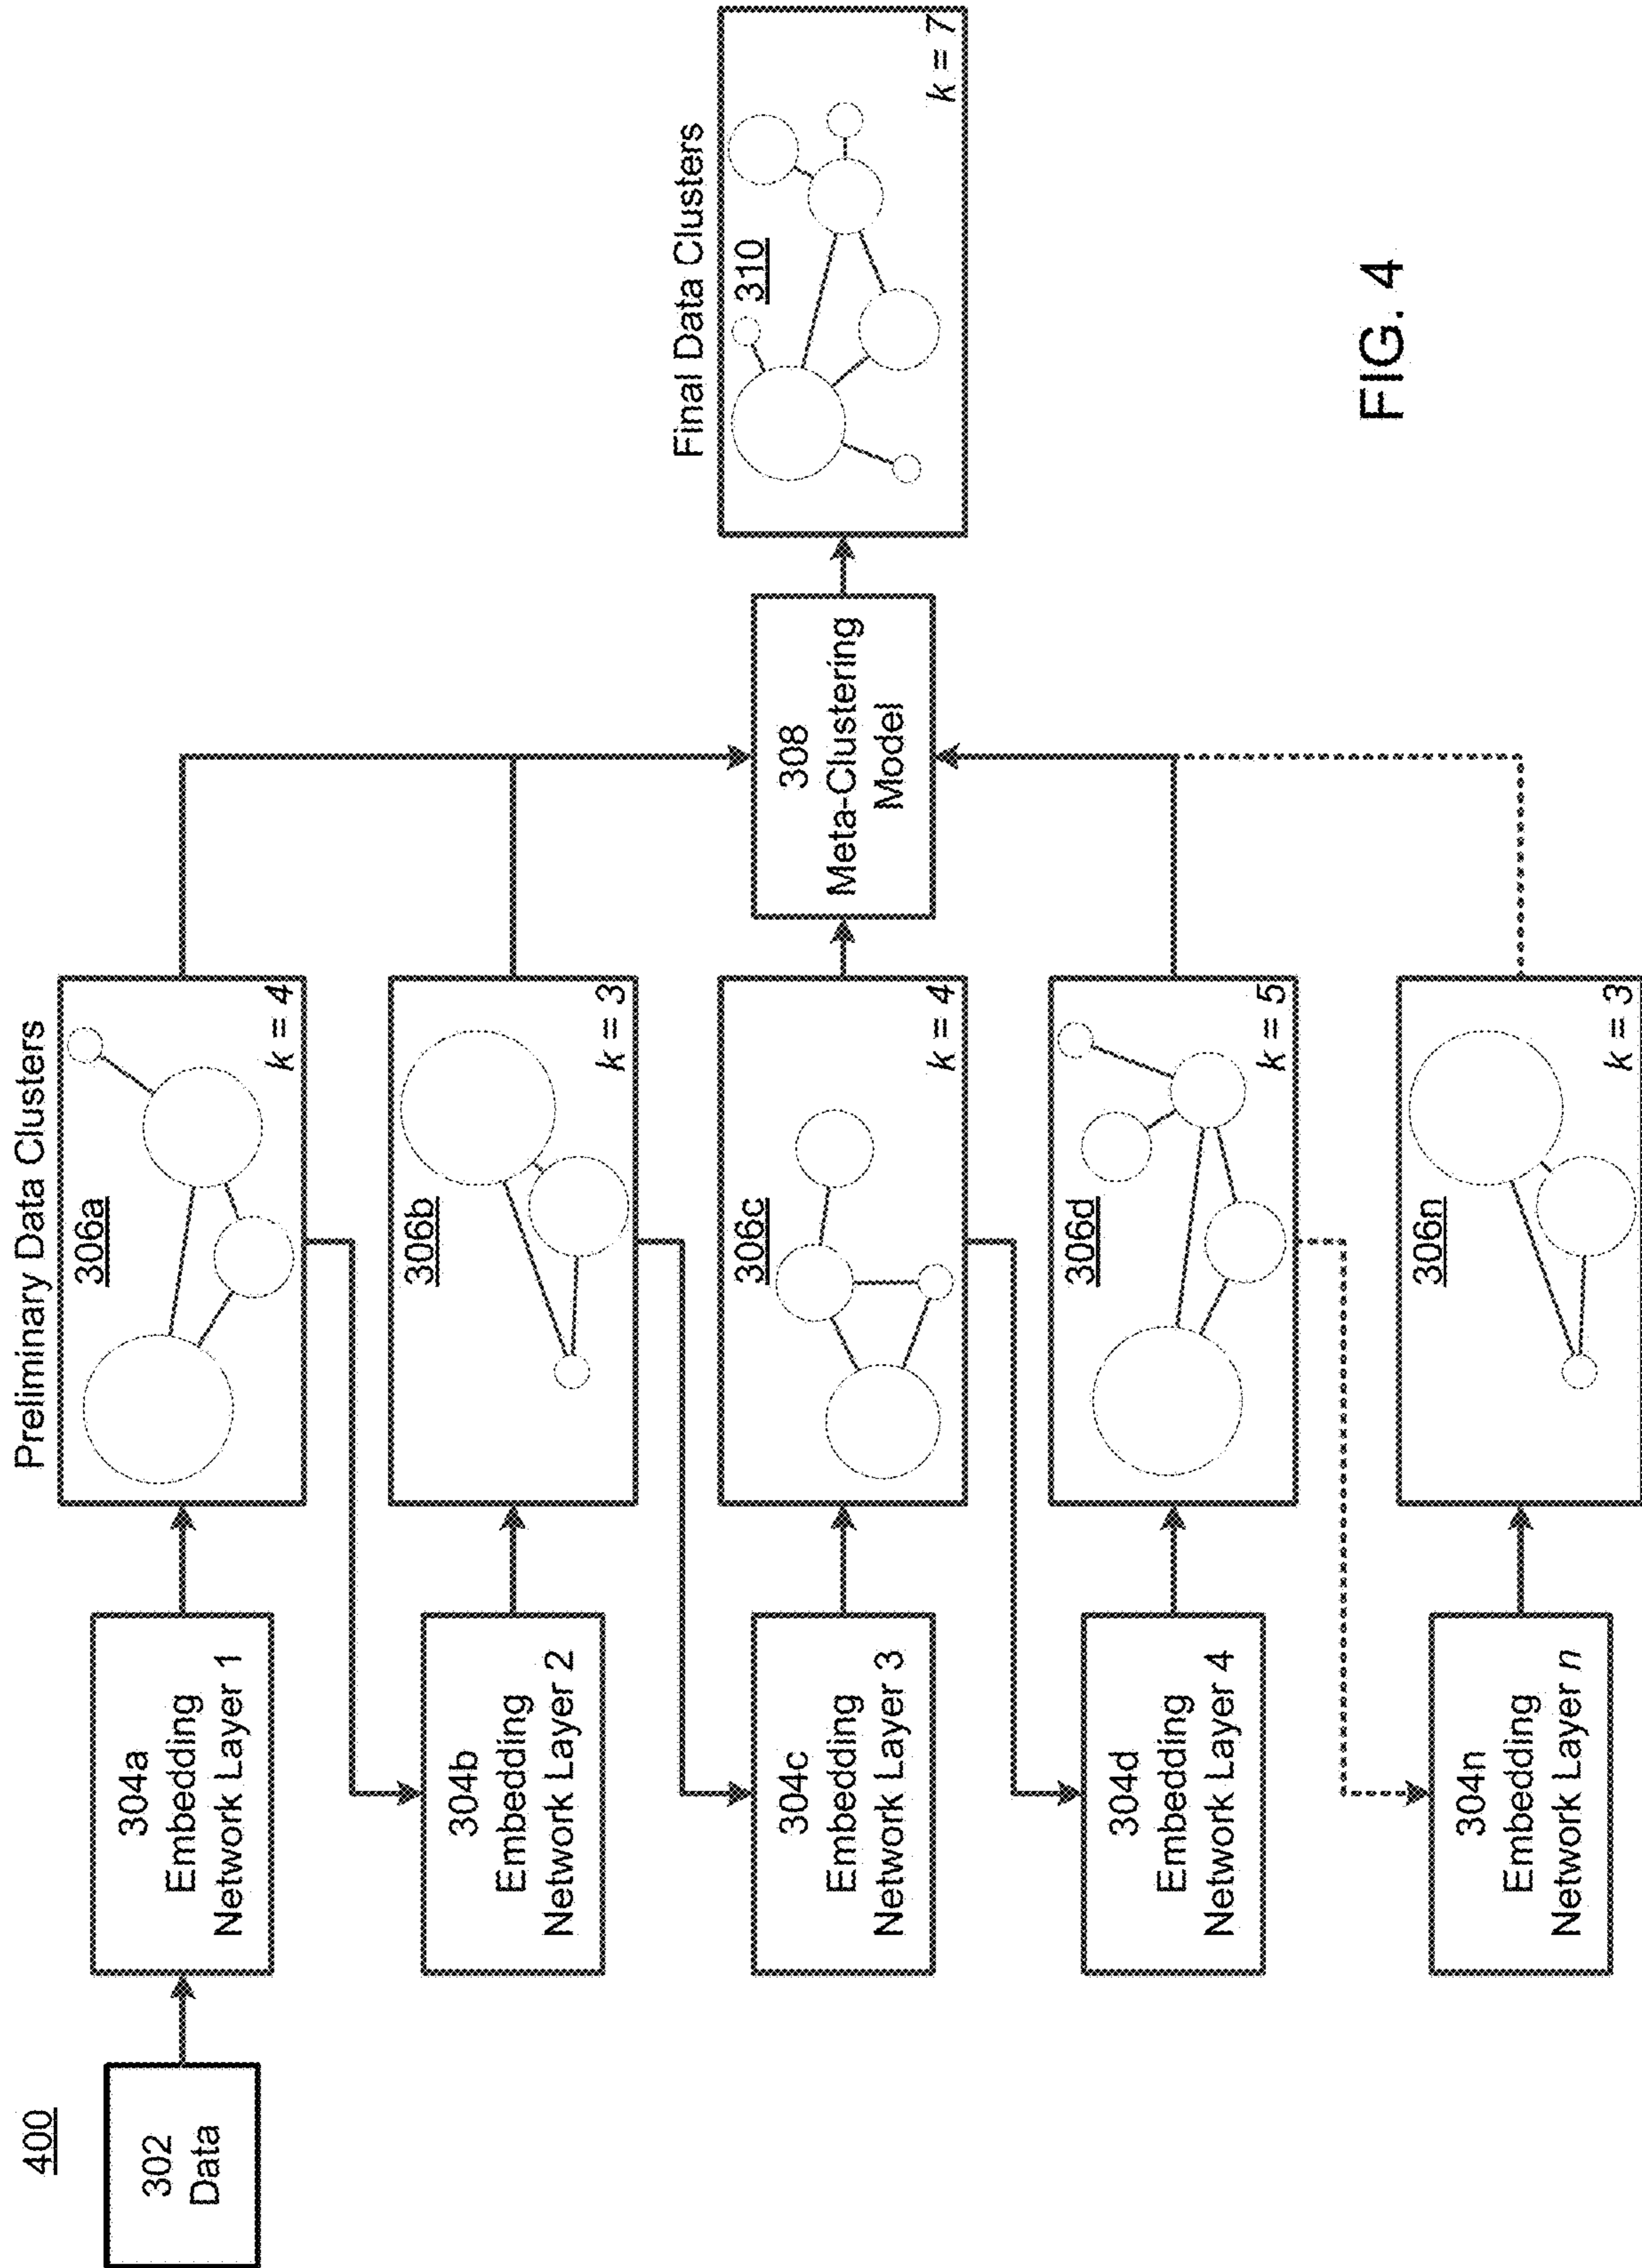 400
302
Data
304a
Embedding
Network Layer 1
Preliminary Data Clusters
306a
k = 4
304b
Embedding
Network Layer 2
306b
k = 3
304c
Embedding
Network Layer 3
306c
k = 4
304d
Embedding
Network Layer 4
306d
k = 5
304n
Embedding
Network Layer n
306n
k = 3
308
Meta-Clustering
Model
Final Data Clusters
310
k = 7
FIG. 4